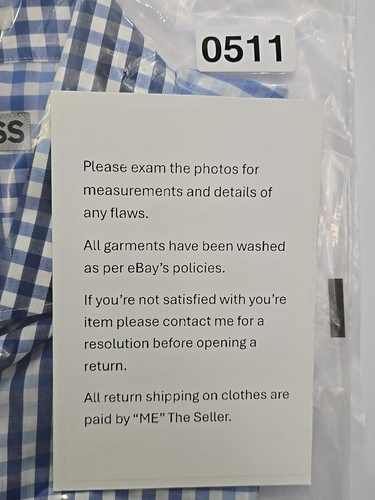 0511
SS
Please exam the photos for
measurements and details of
any flaws.
All garments have been washed
as per eBay's policies.
If you're not satisfied with you're
item please contact me for a
resolution before opening a
return.
All return shipping on clothes are
paid by “ME” The Seller.